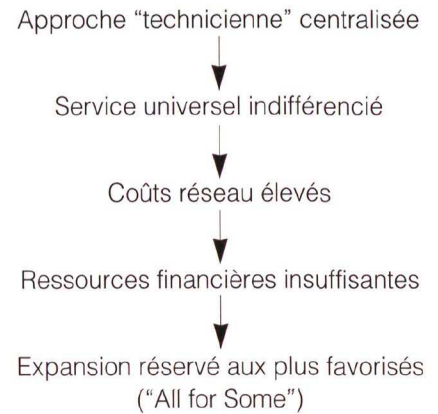 Approche “technicienne” centralisée
Service universel indifférencié
Coûts réseau élevés
Ressources financières insuffisantes
Expansion réservé aux plus favorisés
(“All for Some”)